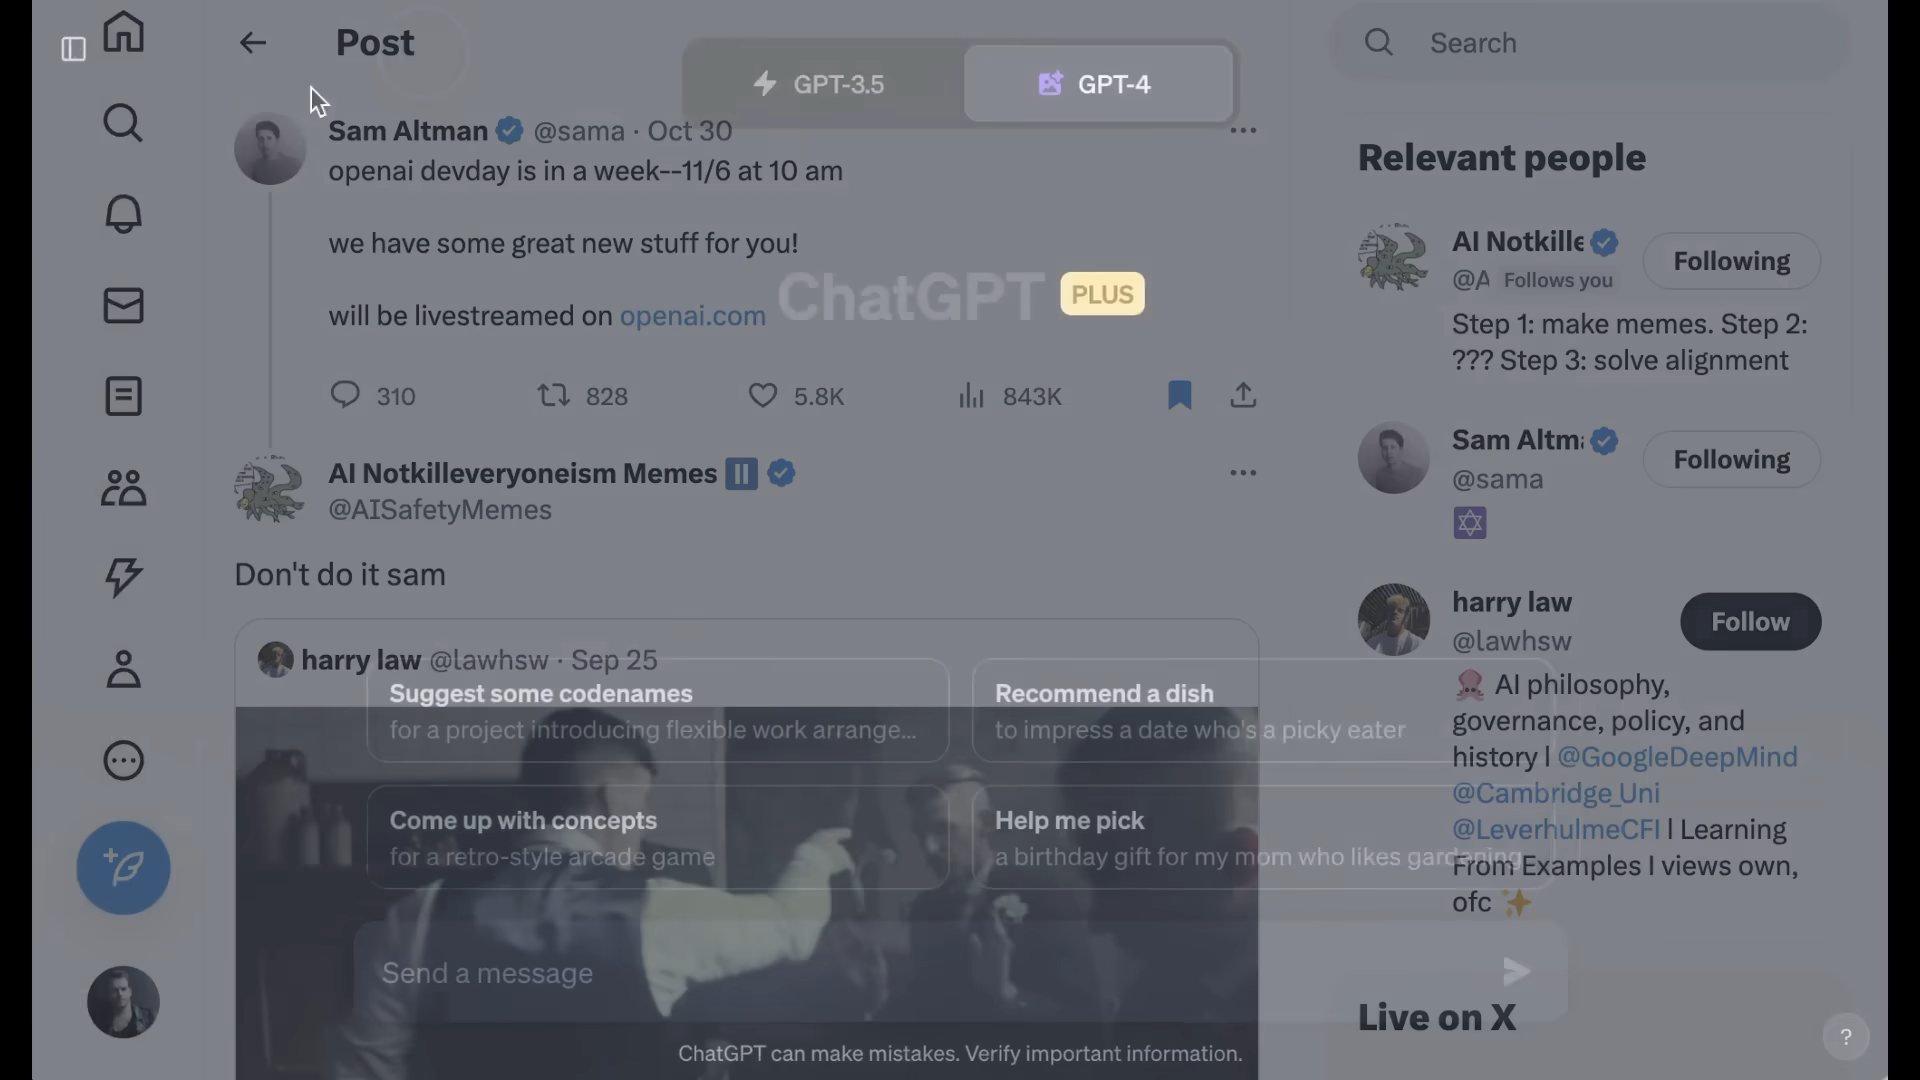 Post
GPT-3.5
GPT-4
Search
Sam Altman @sama · Oct 30
openai devday is in a week--11/6 at 10 am
we have some great new stuff for you!
will be livestreamed on openai.com
ChatGPT PLUS
310 828 5.8K 843K
AI Notkilleveryoneism Memes
@AISafetyMemes
Don't do it sam
harry law @lawhsw · Sep 25
Suggest some codenames
for a project introducing flexible work arrange...
Recommend a dish
to impress a date who's a picky eater
Come up with concepts
for a retro-style arcade game
Help me pick
a birthday gift for my mom who likes gardening
Send a message
ChatGPT can make mistakes. Verify important information.
Relevant people
AI Notkille
Following
@A Follows you
Step 1: make memes. Step 2:
??? Step 3: solve alignment
Sam Altma
Following
@sama
harry law
Follow
@lawhsw
AI philosophy,
governance, policy, and
history | @GoogleDeepMind
@Cambridge_Uni
@LeverhulmeCFI | Learning
From Examples | views own,
ofc
Live on X
?